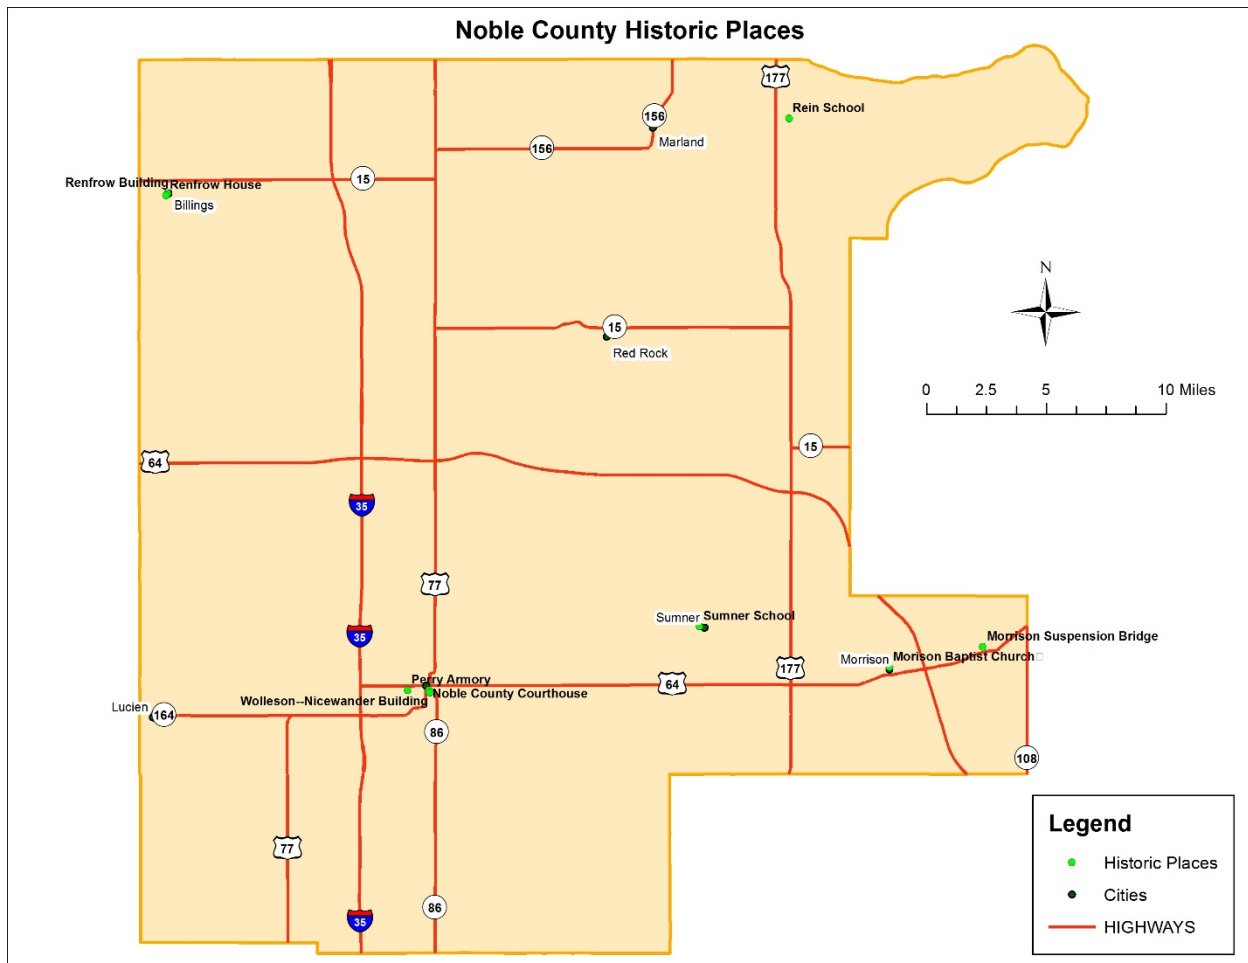 Noble County Historic Places
177
Rein School
156
Marland
156
Renfrow Building
Renfrow House
15
Billings
N
15
Red Rock
0 2.5 5 10 Miles
15
64
35
77
Sumner
Sumner School
35
Morrison Suspension Bridge
Morrison
Morison Baptist Church
177
Perry Armory
64
Noble County Courthouse
Wolleson--Nicewander Building
Lucien
164
86
108
77
86
35
Legend
Historic Places
Cities
HIGHWAYS